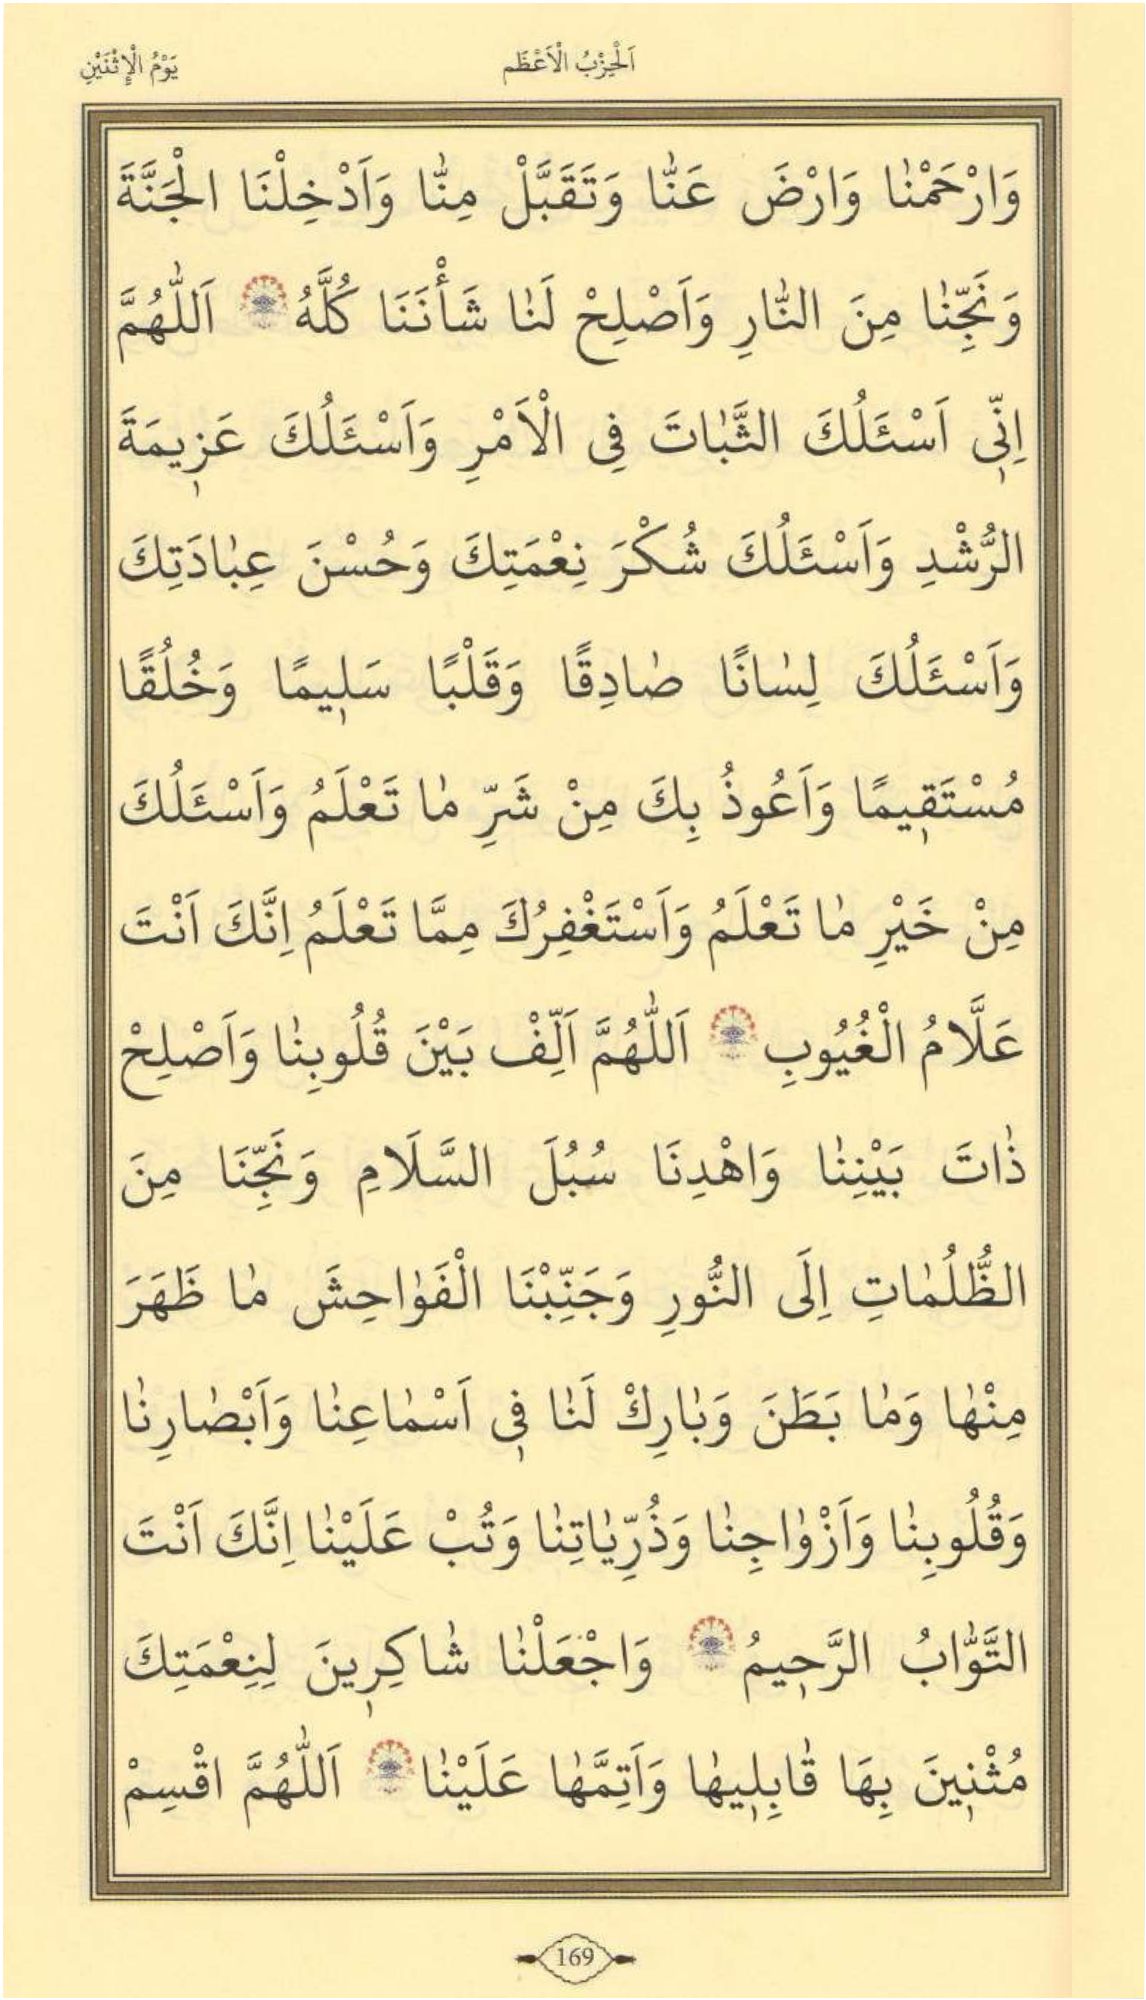 اَلْحِزْبُ الْاَعْظَم
يَوْمُ الْاِثْنَيْنِ
وَارْحَمْنٰا وَارْضَ عَنّٰا وَتَقَبَّلْ مِنّٰا وَاَدْخِلْنَا الْجَنَّةَ
وَنَجِّنٰا مِنَ النّٰارِ وَاَصْلِحْ لَنٰا شَأْنَنَا كُلَّهُ اَللّٰهُمَّ
اِنّٖى اَسْئَلُكَ الثَّبٰاتَ فِى الْاَمْرِ وَاَسْئَلُكَ عَزٖيمَةَ
الرُّشْدِ وَاَسْئَلُكَ شُكْرَ نِعْمَتِكَ وَحُسْنَ عِبٰادَتِكَ
وَاَسْئَلُكَ لِسٰانًا صٰادِقًا وَقَلْبًا سَلٖيمًا وَخُلُقًا
مُسْتَقٖيمًا وَاَعُوذُ بِكَ مِنْ شَرِّ مٰا تَعْلَمُ وَاَسْئَلُكَ
مِنْ خَيْرِ مٰا تَعْلَمُ وَاَسْتَغْفِرُكَ مِمَّا تَعْلَمُ اِنَّكَ اَنْتَ
عَلَّامُ الْغُيُوبِ اَللّٰهُمَّ اَلِّفْ بَيْنَ قُلُوبِنٰا وَاَصْلِحْ
ذٰاتَ بَيْنِنٰا وَاهْدِنَا سُبُلَ السَّلَامِ وَنَجِّنَا مِنَ
الظُّلُمٰاتِ اِلَى النُّورِ وَجَنِّبْنَا الْفَوٰاحِشَ مٰا ظَهَرَ
مِنْهٰا وَمٰا بَطَنَ وَبٰارِكْ لَنٰا فٖى اَسْمٰاعِنٰا وَاَبْصٰارِنٰا
وَقُلُوبِنٰا وَاَزْوٰاجِنٰا وَذُرِّيّٰاتِنٰا وَتُبْ عَلَيْنٰا اِنَّكَ اَنْتَ
التَّوّٰابُ الرَّحٖيمُ وَاجْعَلْنٰا شٰاكِرٖينَ لِنِعْمَتِكَ
مُثْنٖينَ بِهَا قٰابِلٖيهٰا وَاَتِمَّهٰا عَلَيْنٰا اَللّٰهُمَّ اقْسِمْ
169